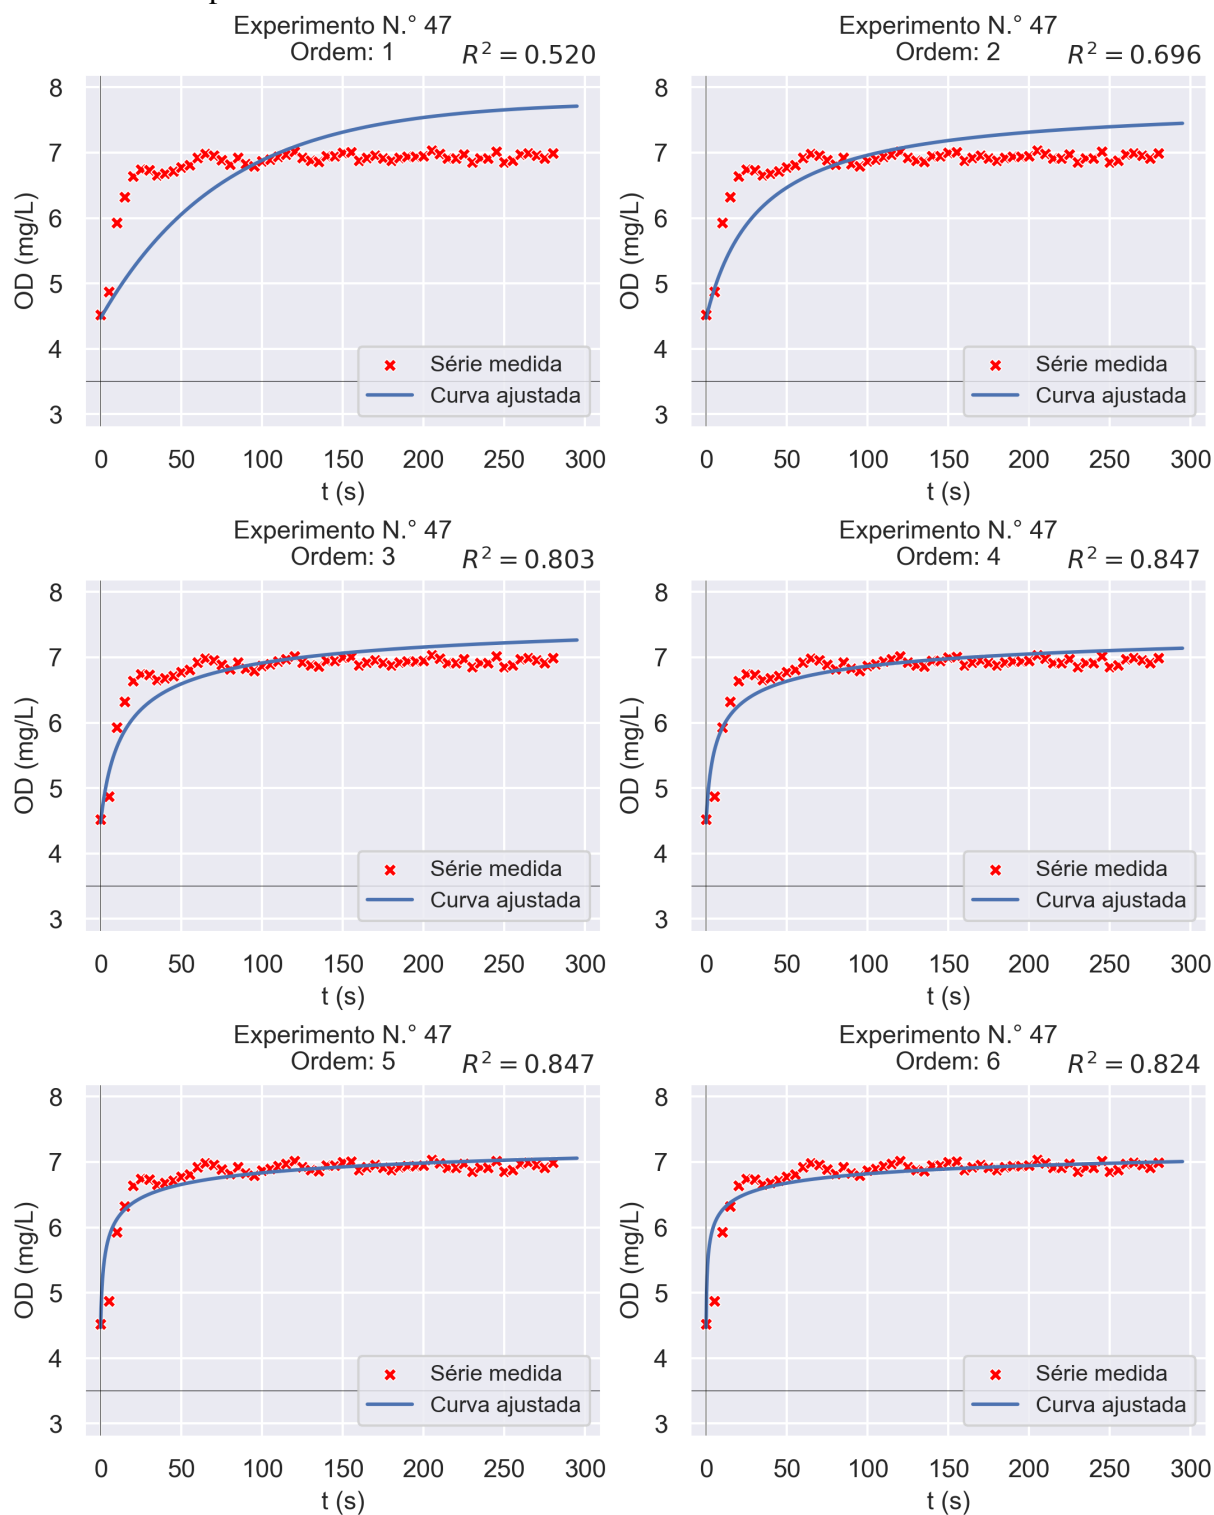 Experimento N.° 47
Ordem: 1 R² = 0.520
8
7
6
5
4
3
OD (mg/L)
Série medida
Curva ajustada
0 50 100 150 200 250 300
t (s)
Experimento N.° 47
Ordem: 2 R² = 0.696
8
7
6
5
4
3
OD (mg/L)
Série medida
Curva ajustada
0 50 100 150 200 250 300
t (s)
Experimento N.° 47
Ordem: 3 R² = 0.803
8
7
6
5
4
3
OD (mg/L)
Série medida
Curva ajustada
0 50 100 150 200 250 300
t (s)
Experimento N.° 47
Ordem: 4 R² = 0.847
8
7
6
5
4
3
OD (mg/L)
Série medida
Curva ajustada
0 50 100 150 200 250 300
t (s)
Experimento N.° 47
Ordem: 5 R² = 0.847
8
7
6
5
4
3
OD (mg/L)
Série medida
Curva ajustada
0 50 100 150 200 250 300
t (s)
Experimento N.° 47
Ordem: 6 R² = 0.824
8
7
6
5
4
3
OD (mg/L)
Série medida
Curva ajustada
0 50 100 150 200 250 300
t (s)